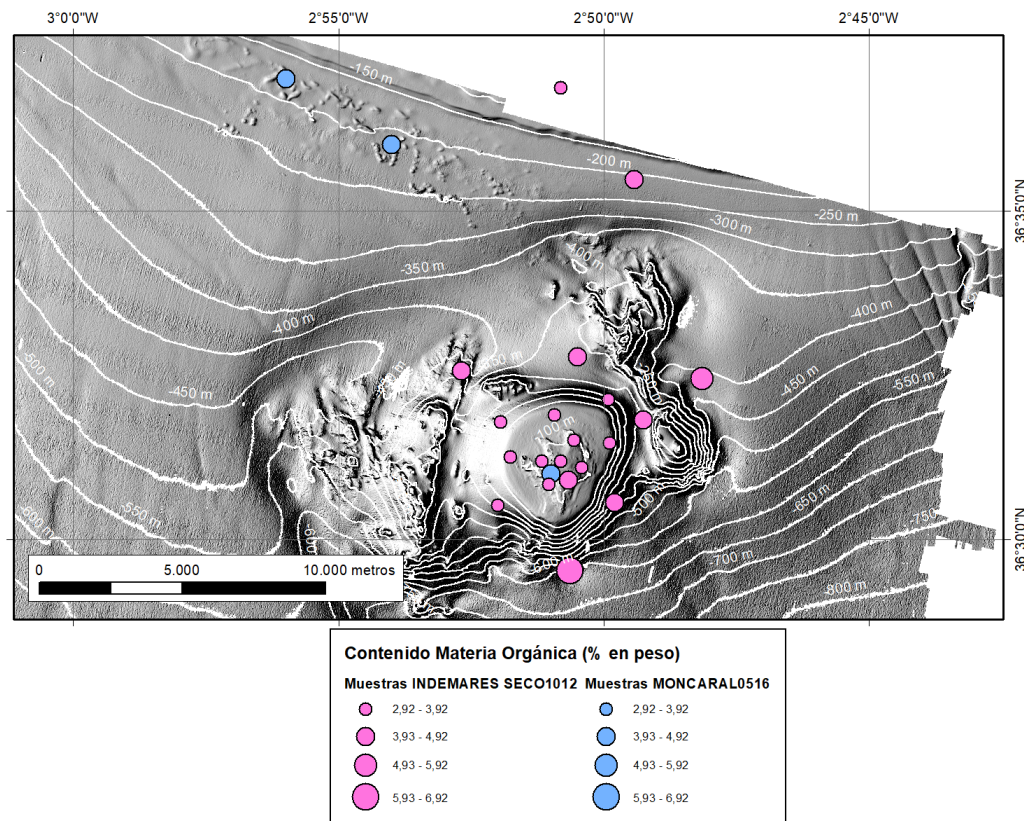 3°0'0"W 2°55'0"W 2°50'0"W 2°45'0"W
-150 m
-200 m
-250 m
-300 m
36°35'0"N
-400 m
-350 m
-400 m
-400 m
-500 m
-450 m
-450 m
-550 m
-100 m
-500
-650 m
-600 m
-550 m
-600
-750
-700 m
-800 m
36°30'0"N
0 5.000 10.000 metros
Contenido Materia Orgánica (% en peso)
Muestras INDEMARES SECO1012 Muestras MONCARAL0516
2,92 - 3,92 2,92 - 3,92
3,93 - 4,92 3,93 - 4,92
4,93 - 5,92 4,93 - 5,92
5,93 - 6,92 5,93 - 6,92